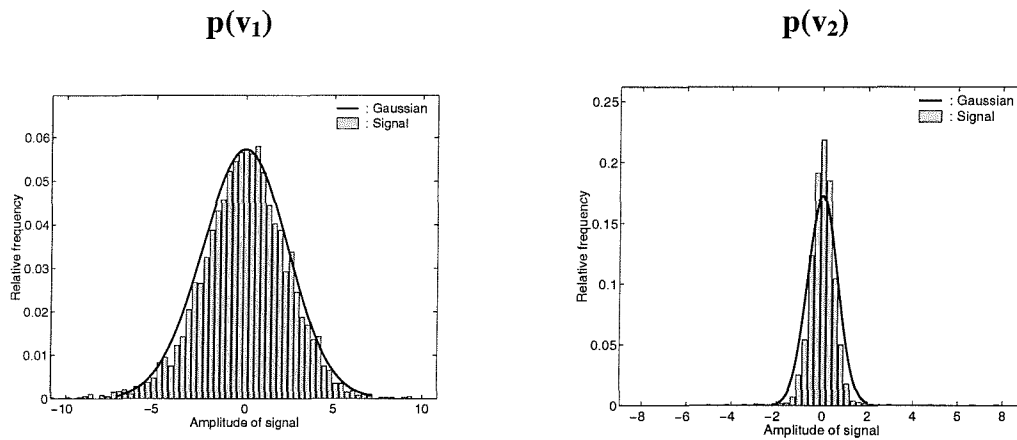 p(v₁)
p(v₂)
: Gaussian
: Signal
0.06
0.05
0.04
0.03
0.02
0.01
0
Relative frequency
−10
−5
0
5
10
Amplitude of signal
: Gaussian
: Signal
0.25
0.2
0.15
0.1
0.05
0
Relative frequency
−8
−6
−4
−2
0
2
4
6
8
Amplitude of signal